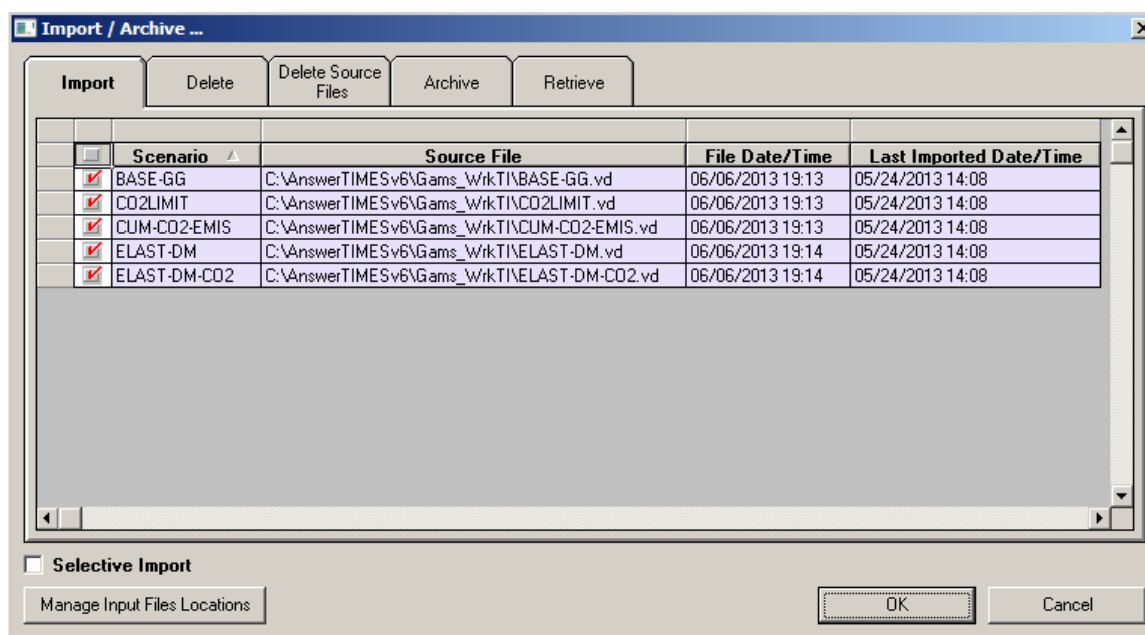 Import / Archive ...
Import
Delete
Delete Source
Files
Archive
Retrieve
Scenario Source File File Date/Time Last Imported Date/Time
BASE-GG C:\AnswerTIMESv6\Gams_WrkTI\BASE-GG.vd 06/06/2013 19:13 05/24/2013 14:08
CO2LIMIT C:\AnswerTIMESv6\Gams_WrkTI\CO2LIMIT.vd 06/06/2013 19:13 05/24/2013 14:08
CUM-CO2-EMIS C:\AnswerTIMESv6\Gams_WrkTI\CUM-CO2-EMIS.vd 06/06/2013 19:13 05/24/2013 14:08
ELAST-DM C:\AnswerTIMESv6\Gams_WrkTI\ELAST-DM.vd 06/06/2013 19:14 05/24/2013 14:08
ELAST-DM-CO2 C:\AnswerTIMESv6\Gams_WrkTI\ELAST-DM-CO2.vd 06/06/2013 19:14 05/24/2013 14:08
Selective Import
Manage Input Files Locations OK Cancel